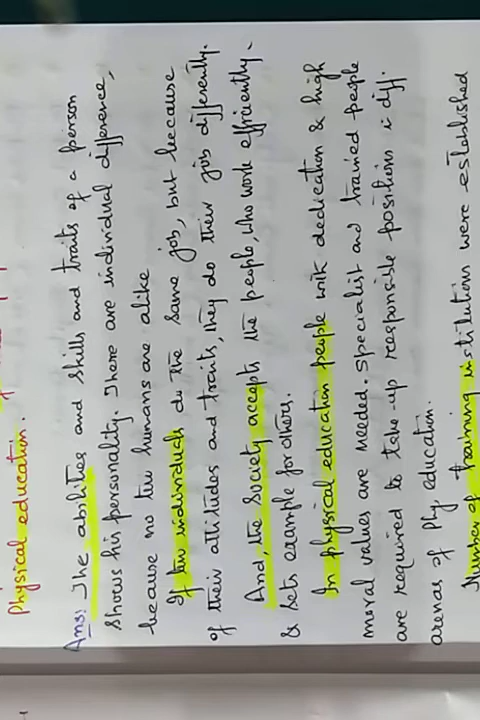 Physical education.
Ans: The abilities and skills and traits of a person
shows his personality. There are individual difference,
because no two humans are alike
If two individuals do the same job, but because
of their attitudes and traits, they do their job differently.
And, the Society accepts the people, who work efficiently.
& sets example for others.
In physical education people with dedication & high
moral values are needed. Specialist and trained people
are required to take-up responsible positions in diff.
arenas of Phy education.
Number of training institutions were established